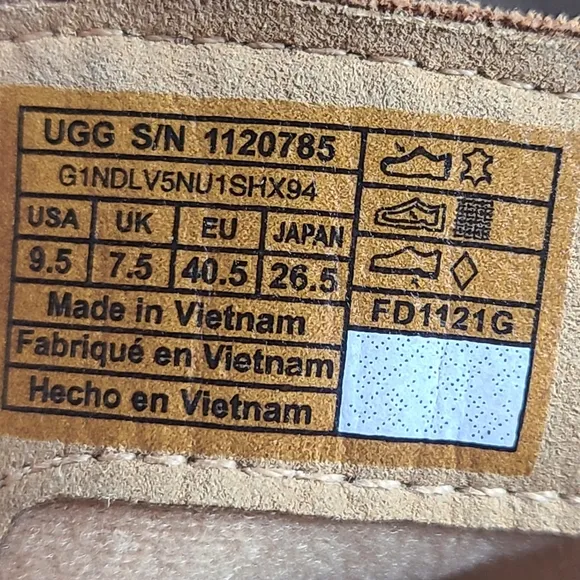 UGG S/N 1120785
G1NDLV5NU1SHX94
USA UK EU JAPAN
9.5 7.5 40.5 26.5
Made in Vietnam
Fabriqué en Vietnam
Hecho en Vietnam
FD1121G